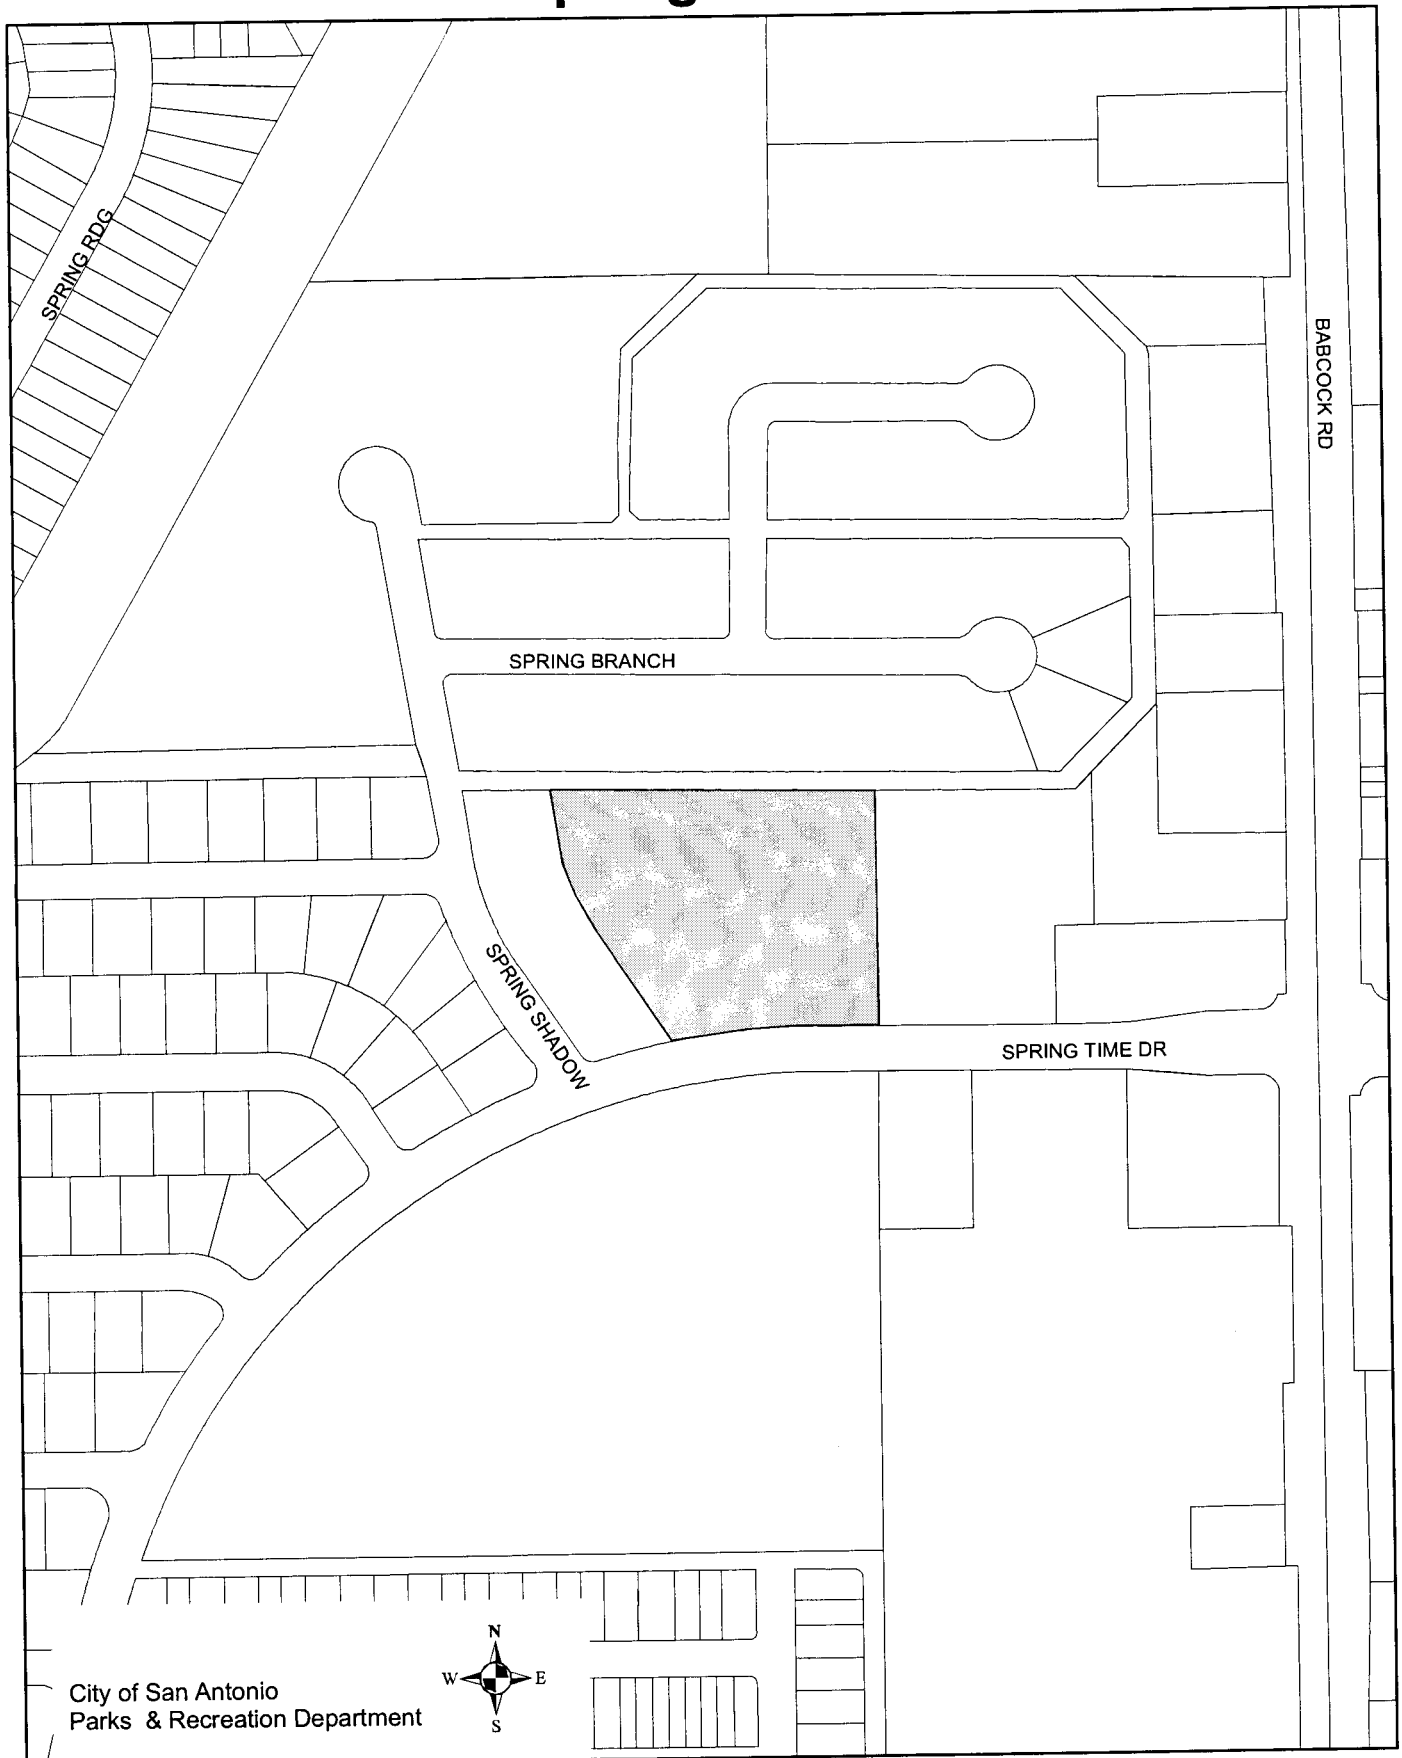 SPRING RDG
BABCOCK RD
SPRING BRANCH
SPRING SHADOW
SPRING TIME DR
N
W E
S
City of San Antonio
Parks & Recreation Department